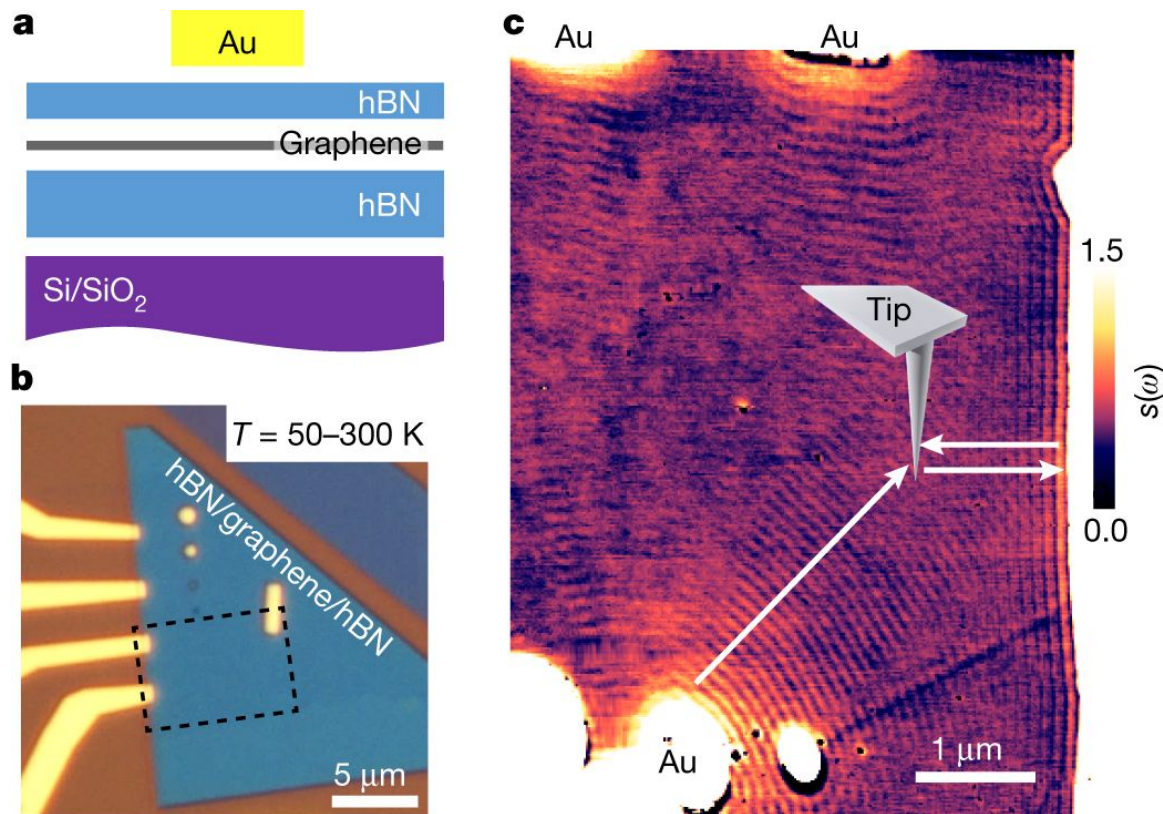 a
Au
hBN
Graphene
hBN
Si/SiO₂
b
T = 50–300 K
hBN/graphene/hBN
5 μm
c
Au
Au
Tip
Au
1 μm
1.5
0.0
s(ω)